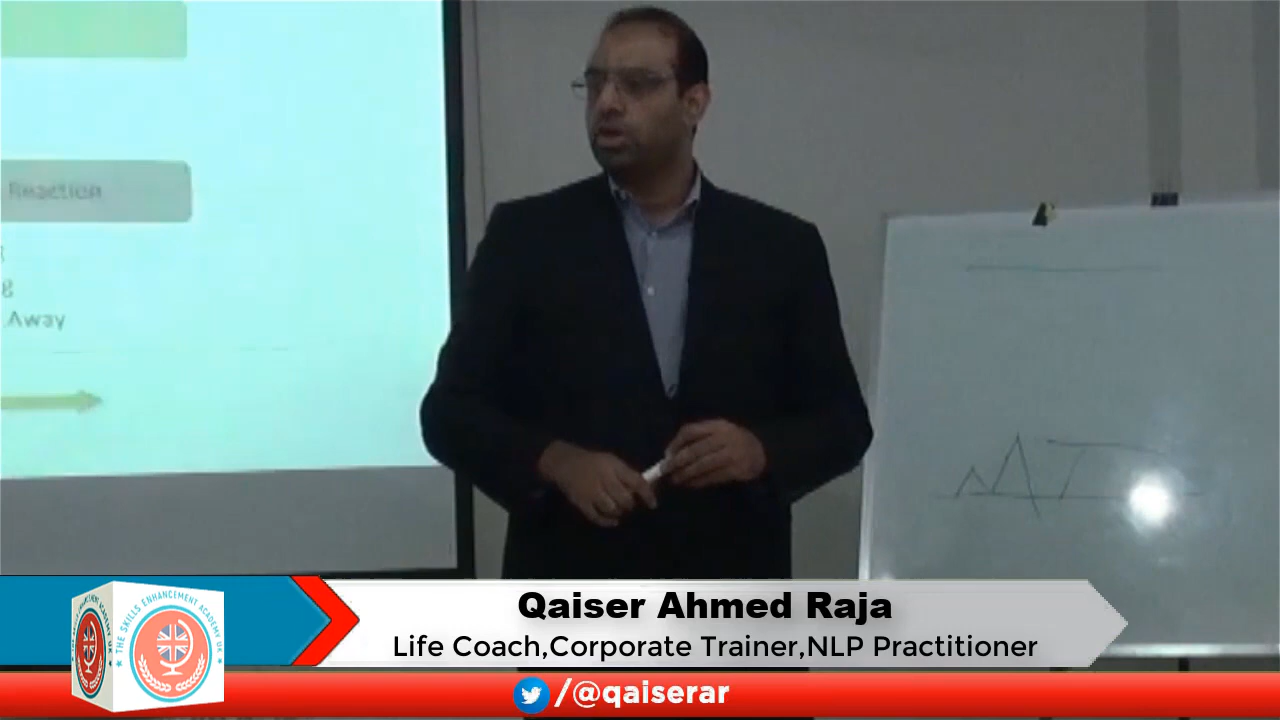 Reaction
g
Away
Qaiser Ahmed Raja
Life Coach,Corporate Trainer,NLP Practitioner
THE SKILLS ENHANCEMENT ACADEMY UK
/@qaiserar